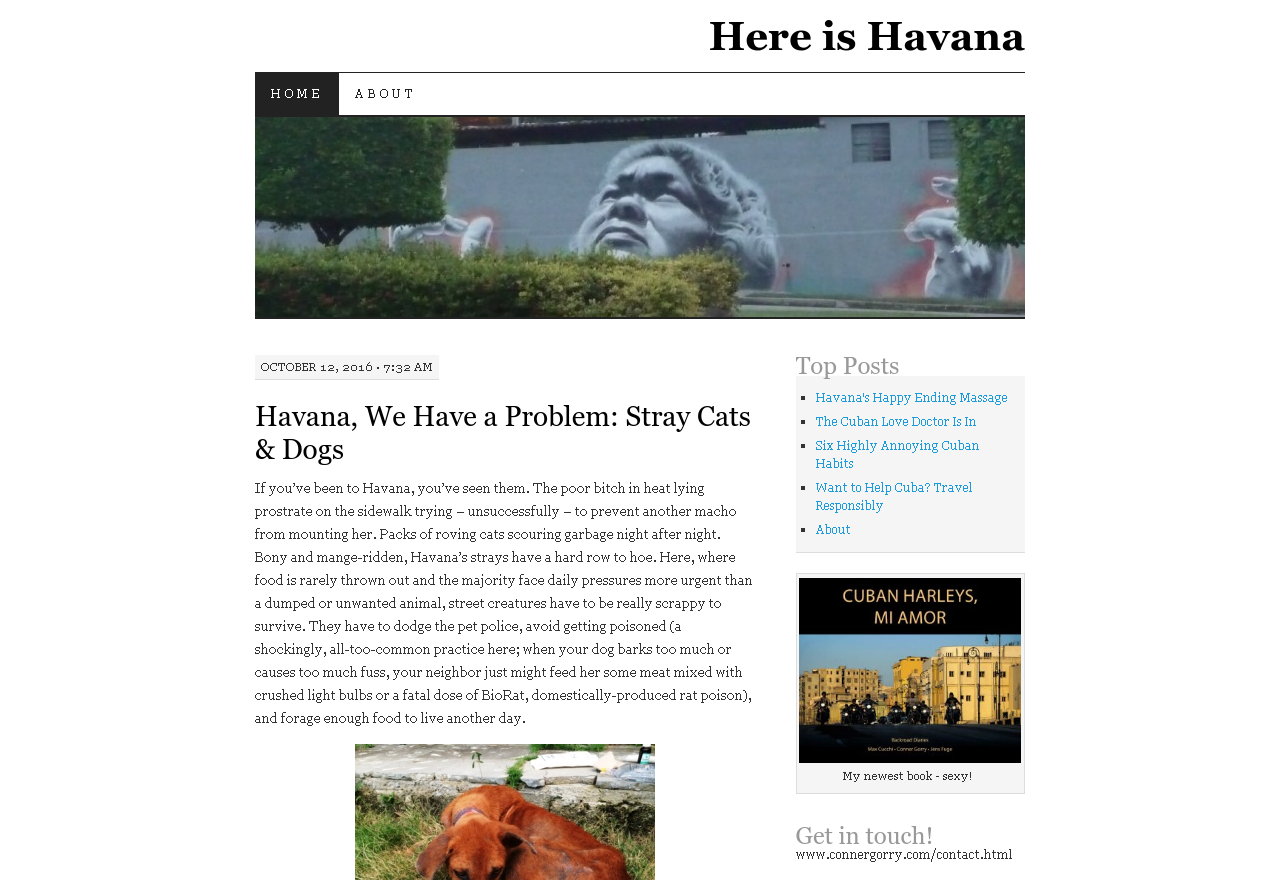 Here is Havana
HOME ABOUT
OCTOBER 12, 2016 · 7:32 AM
Havana, We Have a Problem: Stray Cats
& Dogs
If you’ve been to Havana, you’ve seen them. The poor bitch in heat lying
prostrate on the sidewalk trying – unsuccessfully – to prevent another macho
from mounting her. Packs of roving cats scouring garbage night after night.
Bony and mange-ridden, Havana’s strays have a hard row to hoe. Here, where
food is rarely thrown out and the majority face daily pressures more urgent than
a dumped or unwanted animal, street creatures have to be really scrappy to
survive. They have to dodge the pet police, avoid getting poisoned (a
shockingly, all-too-common practice here; when your dog barks too much or
causes too much fuss, your neighbor just might feed her some meat mixed with
crushed light bulbs or a fatal dose of BioRat, domestically-produced rat poison),
and forage enough food to live another day.
Top Posts
Havana's Happy Ending Massage
The Cuban Love Doctor Is In
Six Highly Annoying Cuban
Habits
Want to Help Cuba? Travel
Responsibly
About
CUBAN HARLEYS,
MI AMOR
Backroad Diaries
Max Cucchi - Conner Gorry - Jens Fuge
My newest book - sexy!
Get in touch!
www.connergorry.com/contact.html